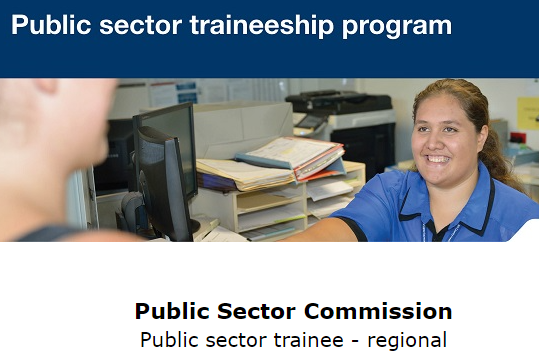 Public sector traineeship program
Public Sector Commission
Public sector trainee - regional